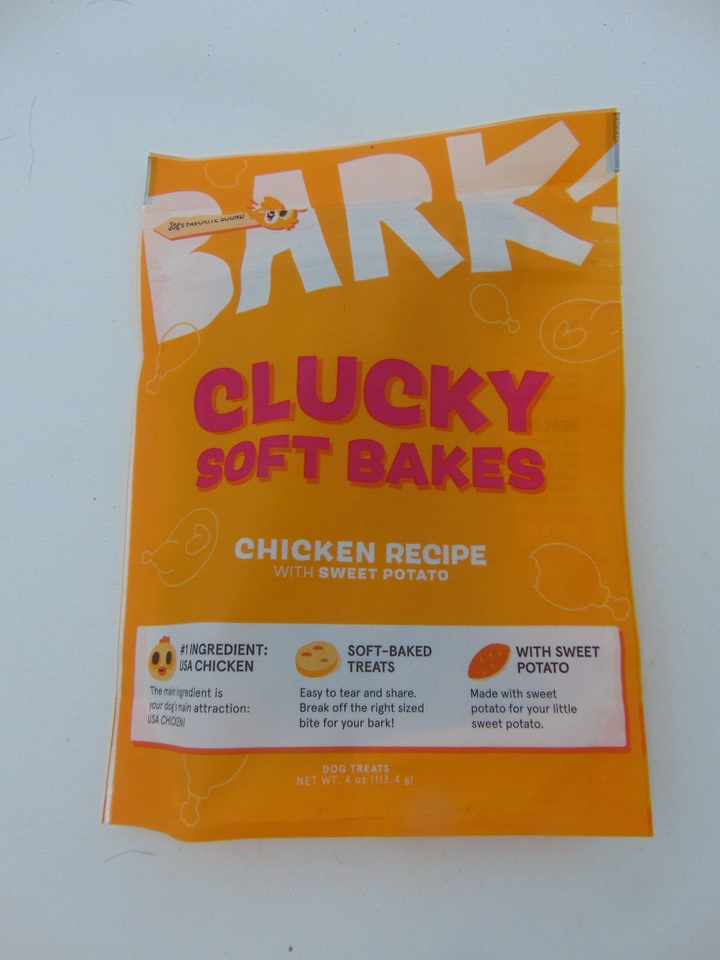 BARK
Dog's FAVORITE SOUND
CLUCKY
SOFT BAKES
CHICKEN RECIPE
WITH SWEET POTATO
#1 INGREDIENT:
USA CHICKEN
The main ingredient is
your dog's main attraction:
USA CHICKEN!
SOFT-BAKED
TREATS
Easy to tear and share.
Break off the right sized
bite for your bark!
WITH SWEET
POTATO
Made with sweet
potato for your little
sweet potato.
DOG TREATS
NET WT. 4 oz (113.4 g)